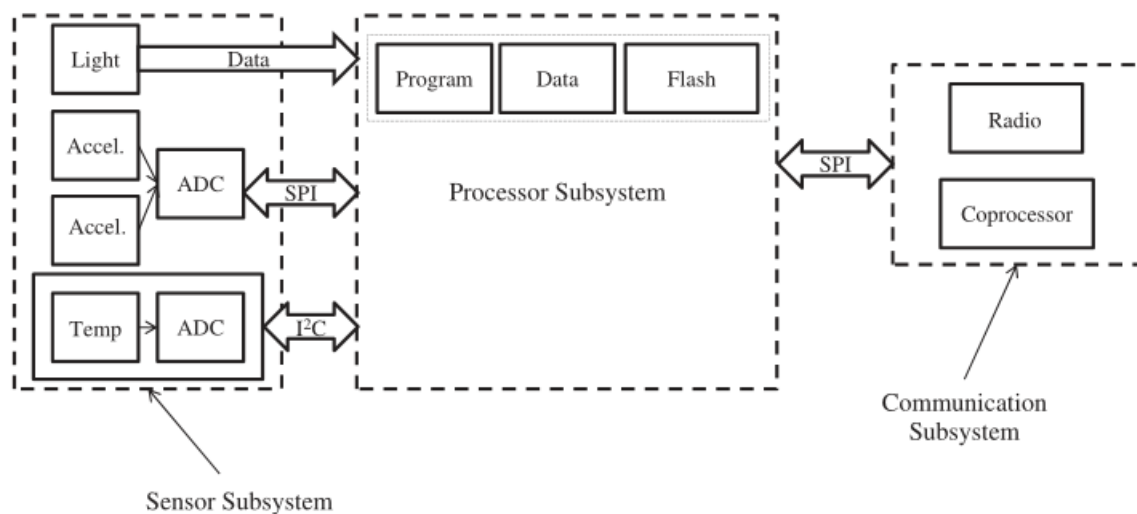 Light
Data
Program
Data
Flash
Radio
Accel.
ADC
SPI
Processor Subsystem
SPI
Accel.
Coprocessor
Temp
ADC
I²C
Communication
Subsystem
Sensor Subsystem